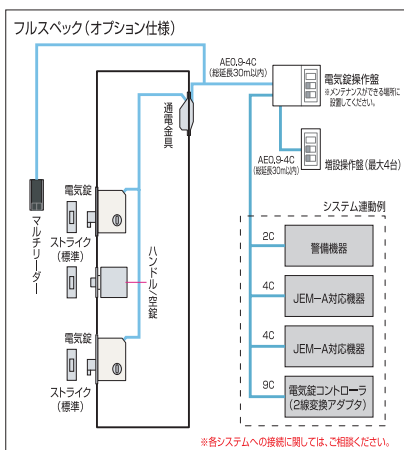 フルスペック(オプション仕様)
AE0.9-4C
(総延長30m以内)
電気錠操作盤
※メンテナンスができる場所に
設置してください。
通電金具
AE0.9-4C
(総延長30m以内)
増設操作盤(最大4台)
マルチリーダー
電気錠
ストライク
(標準)
ハンドル/空錠
電気錠
ストライク
(標準)
システム連動例
2C
警備機器
4C
JEM-A対応機器
4C
JEM-A対応機器
9C
電気錠コントローラ
(2線変換アダプタ)
※各システムへの接続に関しては、ご相談ください。